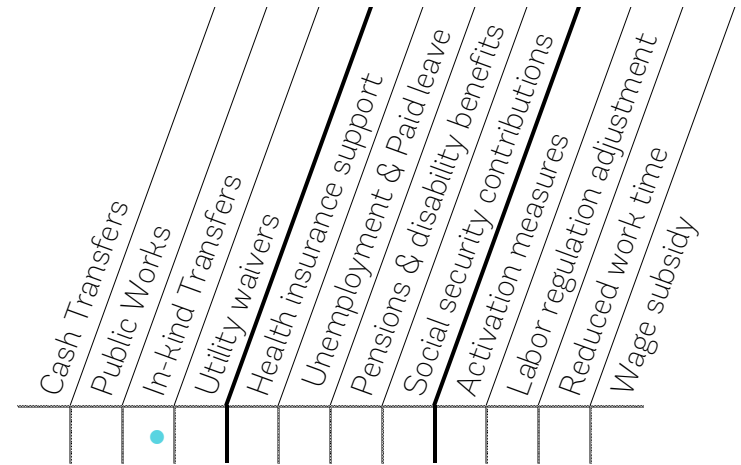 Cash Transfers
Public Works
In-kind Transfers
Utility waivers
Health insurance support
Unemployment & Paid leave
Pensions & disability benefits
Social security contributions
Activation measures
Labor regulation adjustment
Reduced work time
Wage subsidy